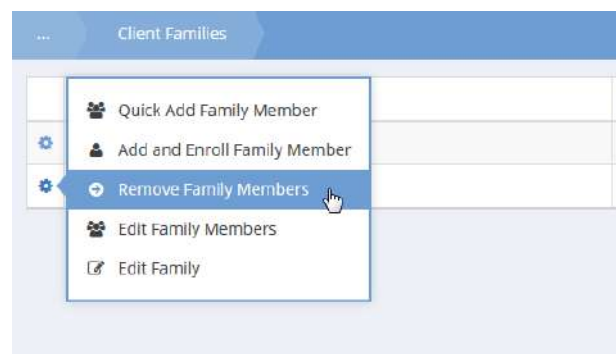 ... Client Families
Quick Add Family Member
Add and Enroll Family Member
Remove Family Members
Edit Family Members
Edit Family